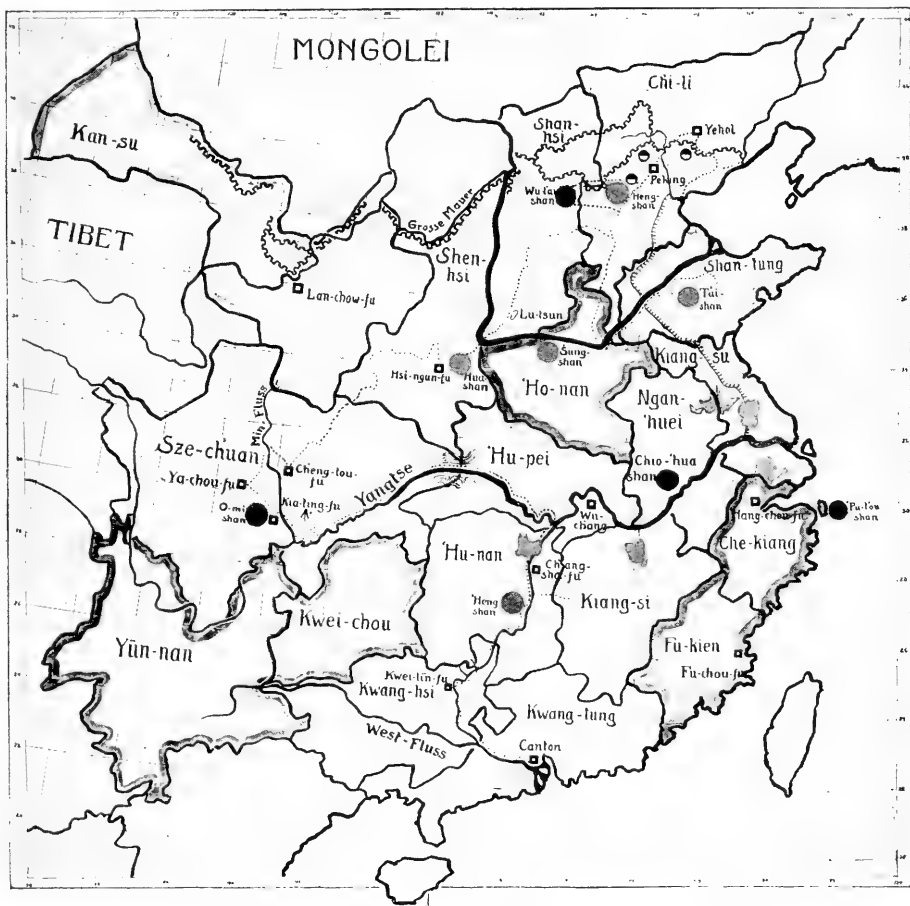 MONGOLEI
Chi-li
Kan-su
Shan-
hsi
Yehol
Peking
Wu-tai
shan
Heng-
shan
Grosse Mauer
TIBET
Shen-
hsi
Shan-tung
Tai-
shan
Lan-chow-fu
Lu-tsun
Sung-
shan
Kiang-su
Hsi-ngan-fu
Hua-
shan
'Ho-nan
Ngan-
'huei
Min, Fluss
Sze-chuan
'Hu-pei
Cheng-tou-
fu
Yangtse
Chio-'hua
shan
Ya-chou-fu
Kia-ting-fu
O-mi
shan
Wu-
chang
Hang-chou-fu
Pu-t'ou
shan
Che-kiang
'Hu-nan
Chang-
sha-fu
'Heng
shan
Kiang-si
Kwei-chou
Yün-nan
Fu-kien
Fu-chou-fu
Kwei-lin-fu
Kwang-hsi
Kwang-tung
West-Fluss
Canton